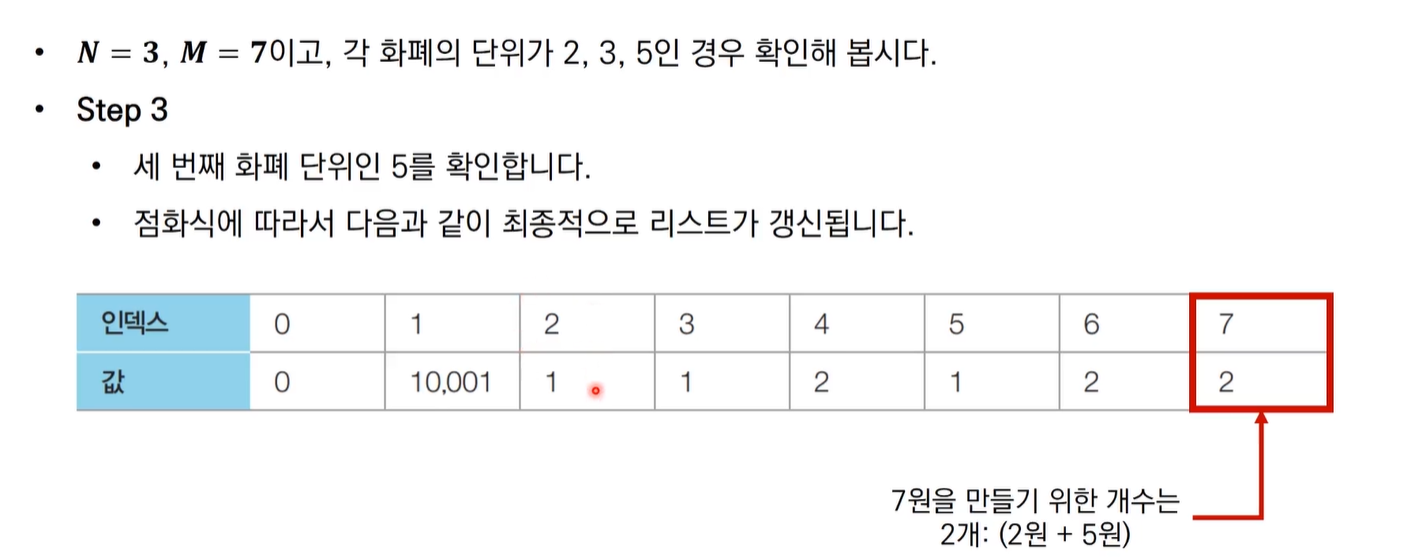 • N = 3, M = 7이고, 각 화폐의 단위가 2, 3, 5인 경우 확인해 봅시다.
• Step 3
• 세 번째 화폐 단위인 5를 확인합니다.
• 점화식에 따라서 다음과 같이 최종적으로 리스트가 갱신됩니다.
인덱스 0 1 2 3 4 5 6 7
값 0 10,001 1 1 2 1 2 2
7원을 만들기 위한 개수는
2개: (2원 + 5원)